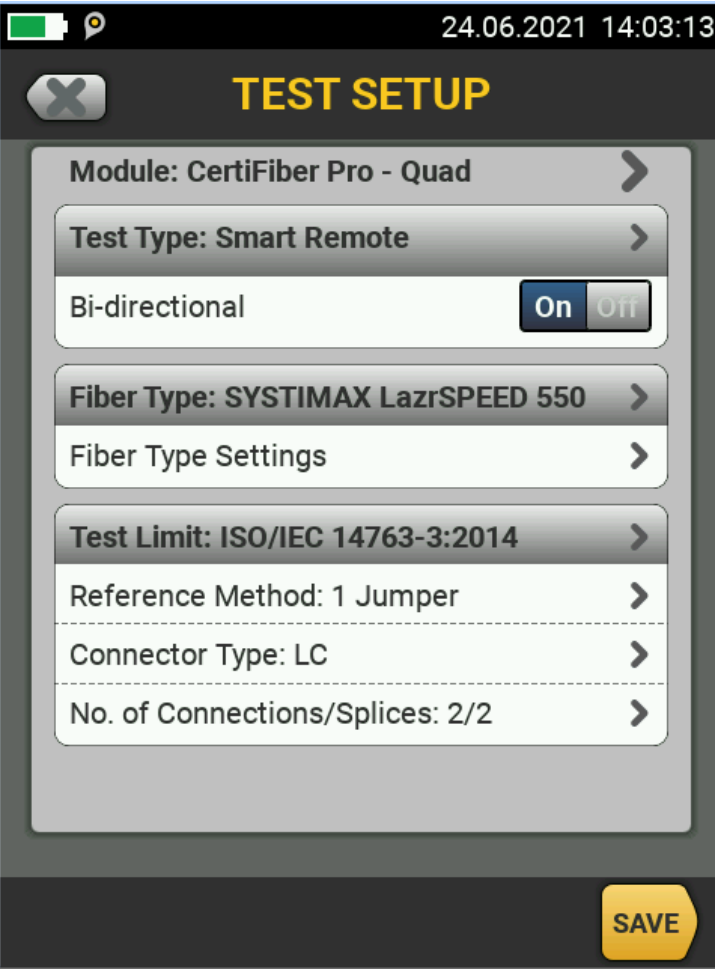 24.06.2021 14:03:13
TEST SETUP
Module: CertiFiber Pro - Quad
Test Type: Smart Remote
Bi-directional
On Off
Fiber Type: SYSTIMAX LazrSPEED 550
Fiber Type Settings
Test Limit: ISO/IEC 14763-3:2014
Reference Method: 1 Jumper
Connector Type: LC
No. of Connections/Splices: 2/2
SAVE